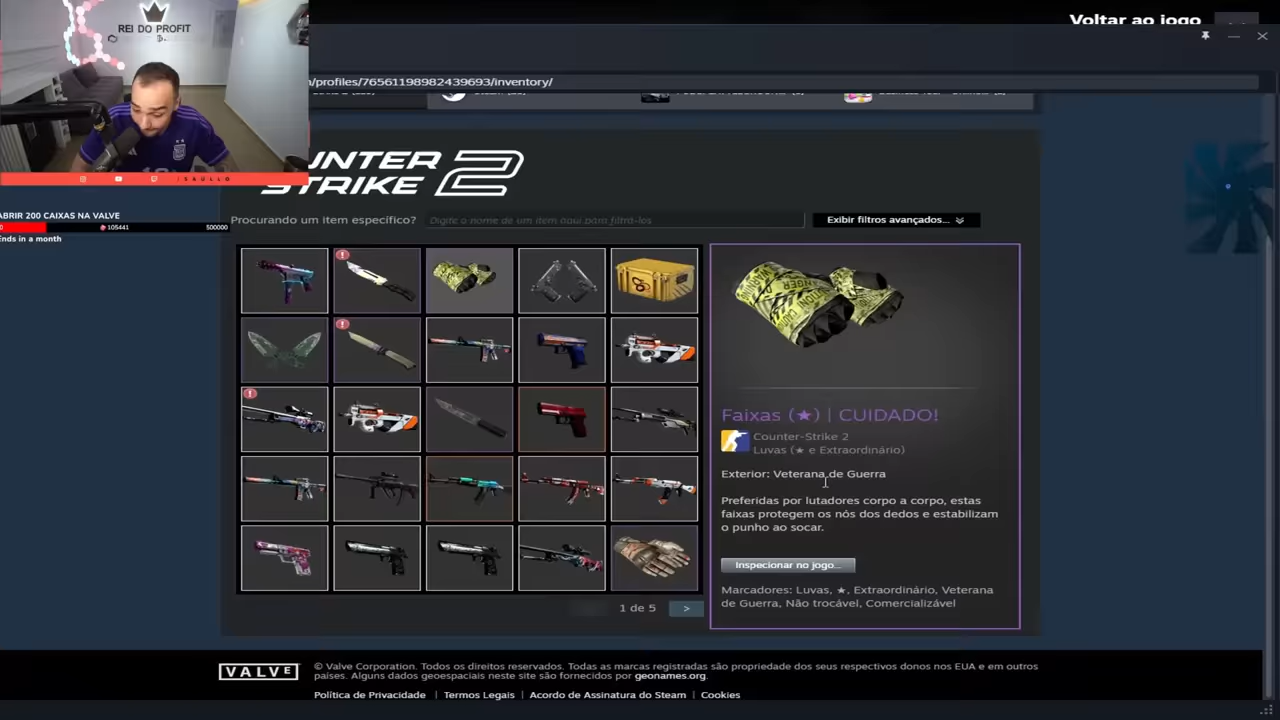 REI DO PROFIT
Voltar ao jogo
/profiles/76561198982439693/inventory/
UNTER
STRIKE 2
ISAULLO
ABRIR 200 CAIXAS NA VALVE
105441
500000
Ends in a month
Procurando um item específico?
Digite o nome de um item aqui para filtrá-los
Exibir filtros avançados...
Faixas (★) | CUIDADO!
Counter-Strike 2
Luvas (★ e Extraordinário)
Exterior: Veterana de Guerra
Preferidas por lutadores corpo a corpo, estas
faixas protegem os nós dos dedos e estabilizam
o punho ao socar.
Inspecionar no jogo...
Marcadores: Luvas, ★, Extraordinário, Veterana
de Guerra, Não trocável, Comercializável
1 de 5
>
VALVE
© Valve Corporation. Todos os direitos reservados. Todas as marcas registradas são propriedade dos seus respectivos donos nos EUA e em outros
países. Alguns dados geoespaciais neste site são fornecidos por geonames.org.
Política de Privacidade | Termos Legais | Acordo de Assinatura do Steam | Cookies